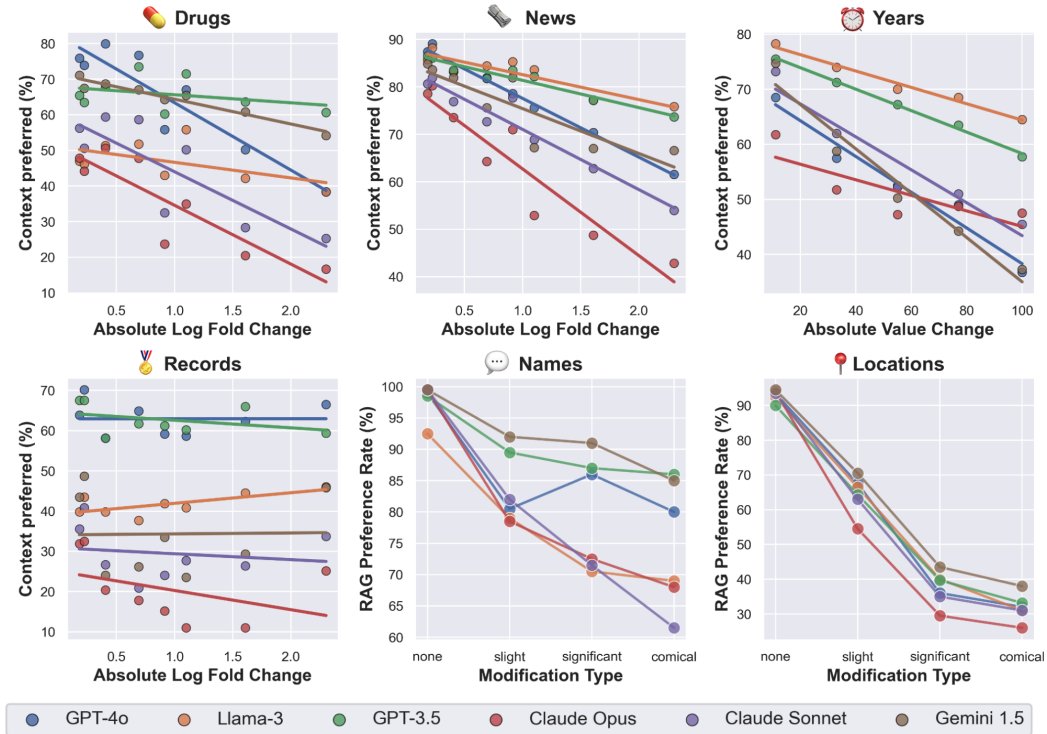 Drugs
Context preferred (%)
80
70
60
50
40
30
20
10
0.5 1.0 1.5 2.0
Absolute Log Fold Change
News
Context preferred (%)
90
80
70
60
50
40
0.5 1.0 1.5 2.0
Absolute Log Fold Change
Years
Context preferred (%)
80
70
60
50
40
20 40 60 80 100
Absolute Value Change
Records
Context preferred (%)
70
60
50
40
30
20
10
0.5 1.0 1.5 2.0
Absolute Log Fold Change
Names
RAG Preference Rate (%)
100
95
90
85
80
75
70
65
60
none slight significant comical
Modification Type
Locations
RAG Preference Rate (%)
90
80
70
60
50
40
30
none slight significant comical
Modification Type
GPT-4o Llama-3 GPT-3.5 Claude Opus Claude Sonnet Gemini 1.5